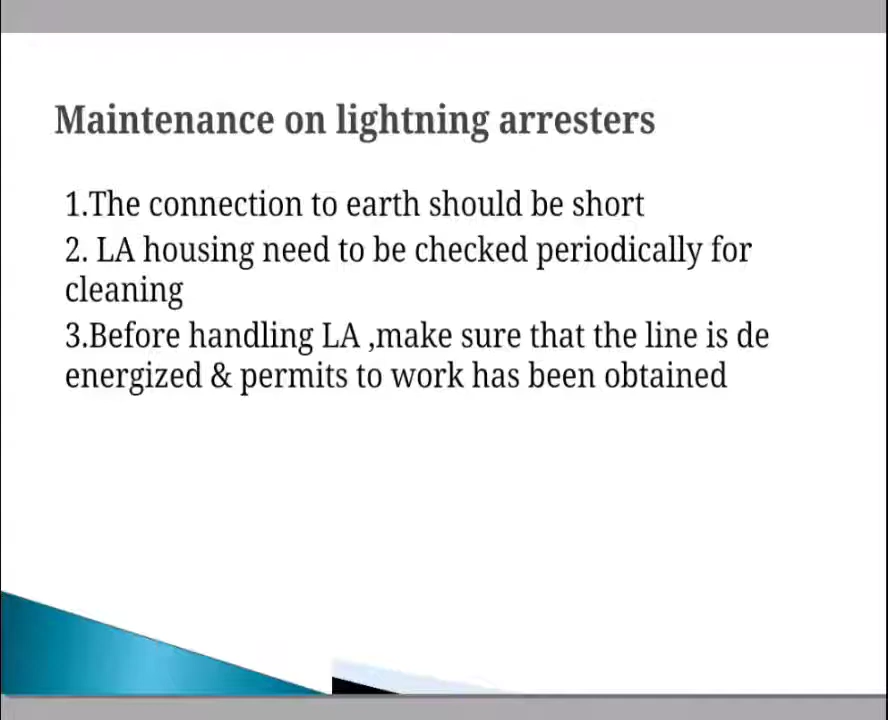 Maintenance on lightning arresters
1.The connection to earth should be short
2. LA housing need to be checked periodically for
cleaning
3.Before handling LA ,make sure that the line is de
energized & permits to work has been obtained